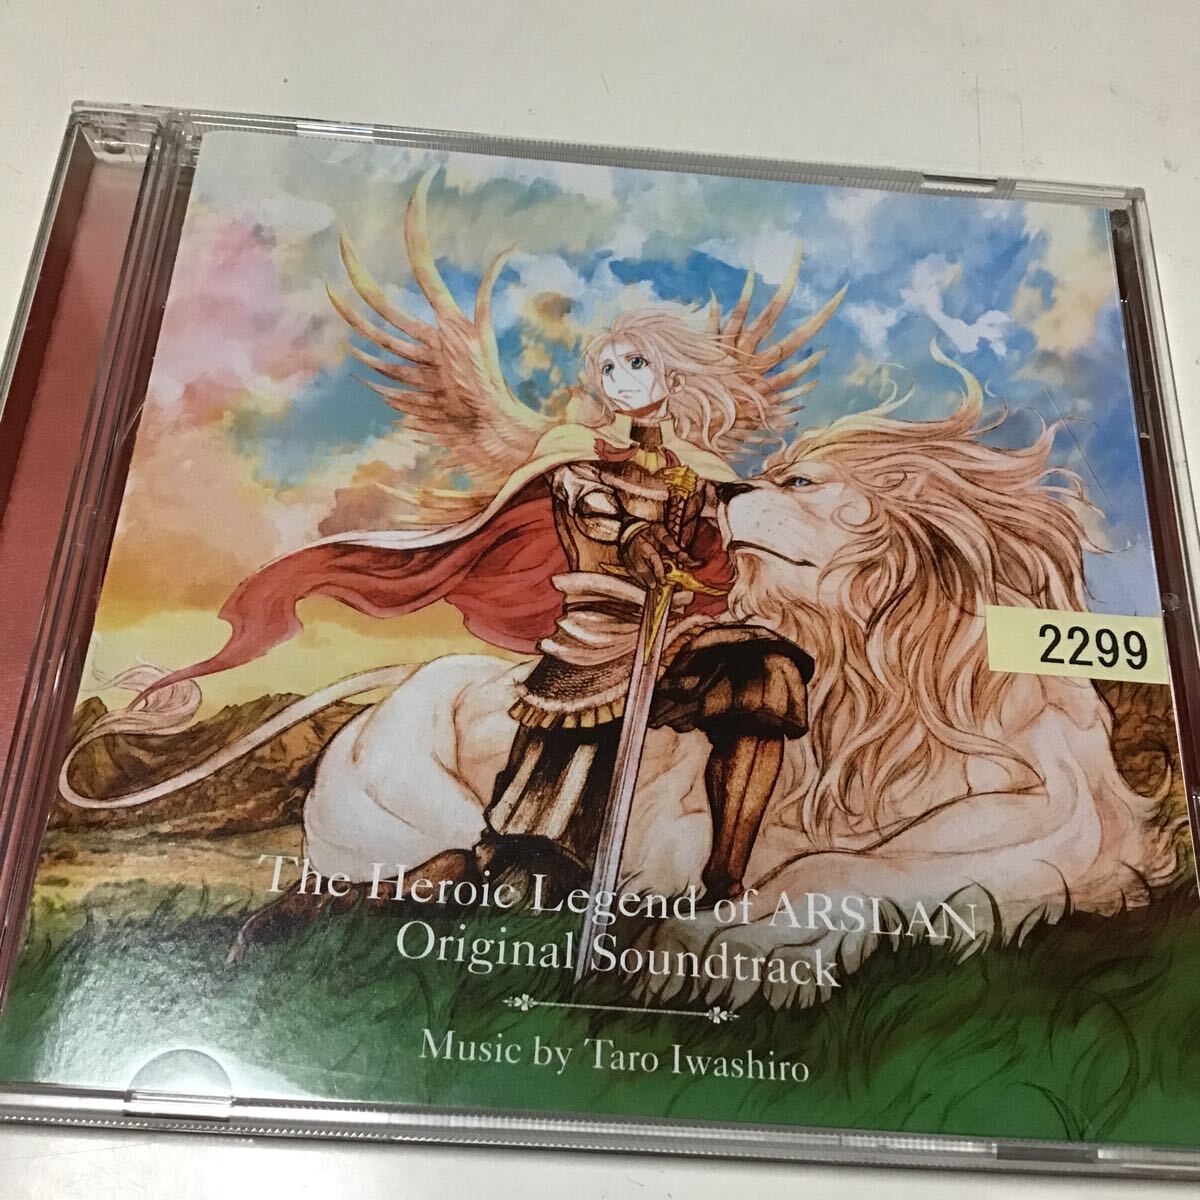 2299
The Heroic Legend of ARSLAN
Original Soundtrack
Music by Taro Iwashiro